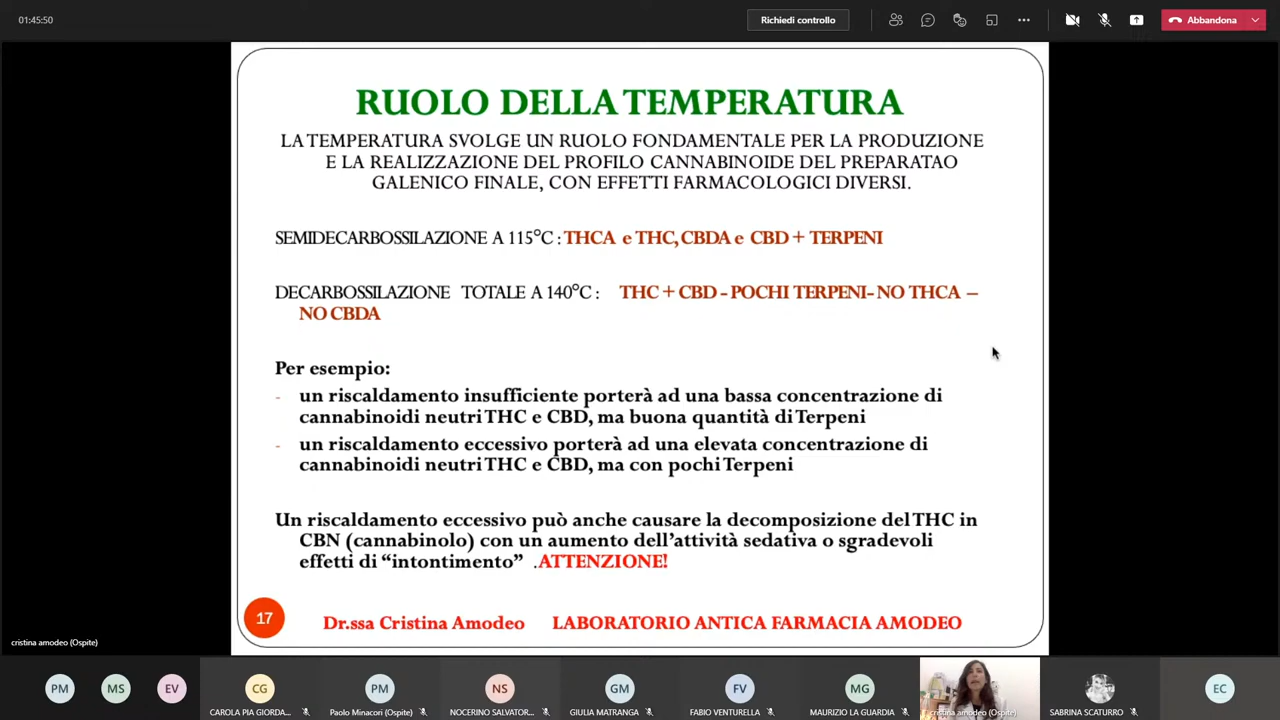 01:45:50
Richiedi controllo
Abbandona
RUOLO DELLA TEMPERATURA
LA TEMPERATURA SVOLGE UN RUOLO FONDAMENTALE PER LA PRODUZIONE
E LA REALIZZAZIONE DEL PROFILO CANNABINOIDE DEL PREPARATAO
GALENICO FINALE, CON EFFETTI FARMACOLOGICI DIVERSI.
SEMIDECARBOSSILAZIONE A 115°C : THCA e THC, CBDA e CBD + TERPENI
DECARBOSSILAZIONE TOTALE A 140°C : THC + CBD - POCHI TERPENI- NO THCA –
NO CBDA
Per esempio:
- un riscaldamento insufficiente porterà ad una bassa concentrazione di
cannabinoidi neutri THC e CBD, ma buona quantità di Terpeni
- un riscaldamento eccessivo porterà ad una elevata concentrazione di
cannabinoidi neutri THC e CBD, ma con pochi Terpeni
Un riscaldamento eccessivo può anche causare la decomposizione del THC in
CBN (cannabinolo) con un aumento dell’attività sedativa o sgradevoli
effetti di “intontimento” .ATTENZIONE!
17 Dr.ssa Cristina Amodeo LABORATORIO ANTICA FARMACIA AMODEO
cristina amodeo (Ospite)
PM MS EV CG PM NS GM FV MG EC
CAROLA PIA GIORDA... Paolo Minacori (Ospite) NOCERINO SALVATOR... GIULIA MATRANGA FABIO VENTURELLA MAURIZIO LA GUARDIA cristina amodeo (Ospite) SABRINA SCATURRO